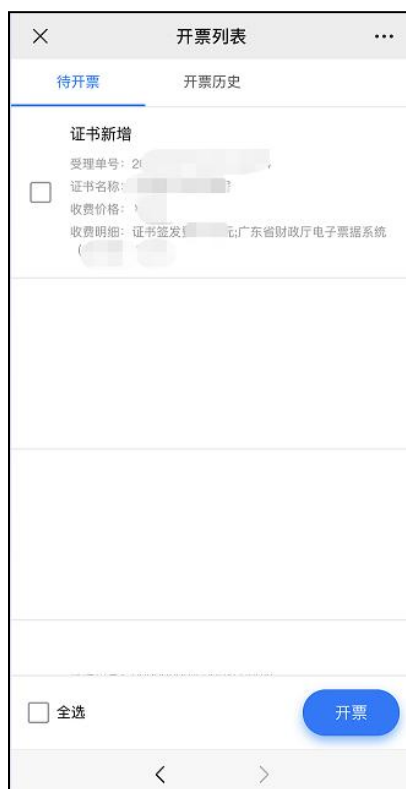 开票列表
待开票
开票历史
证书新增
受理单号：2
证书名称：
收费价格：
收费明细：证书签发 元;广东省财政厅电子票据系统
（
全选
开票